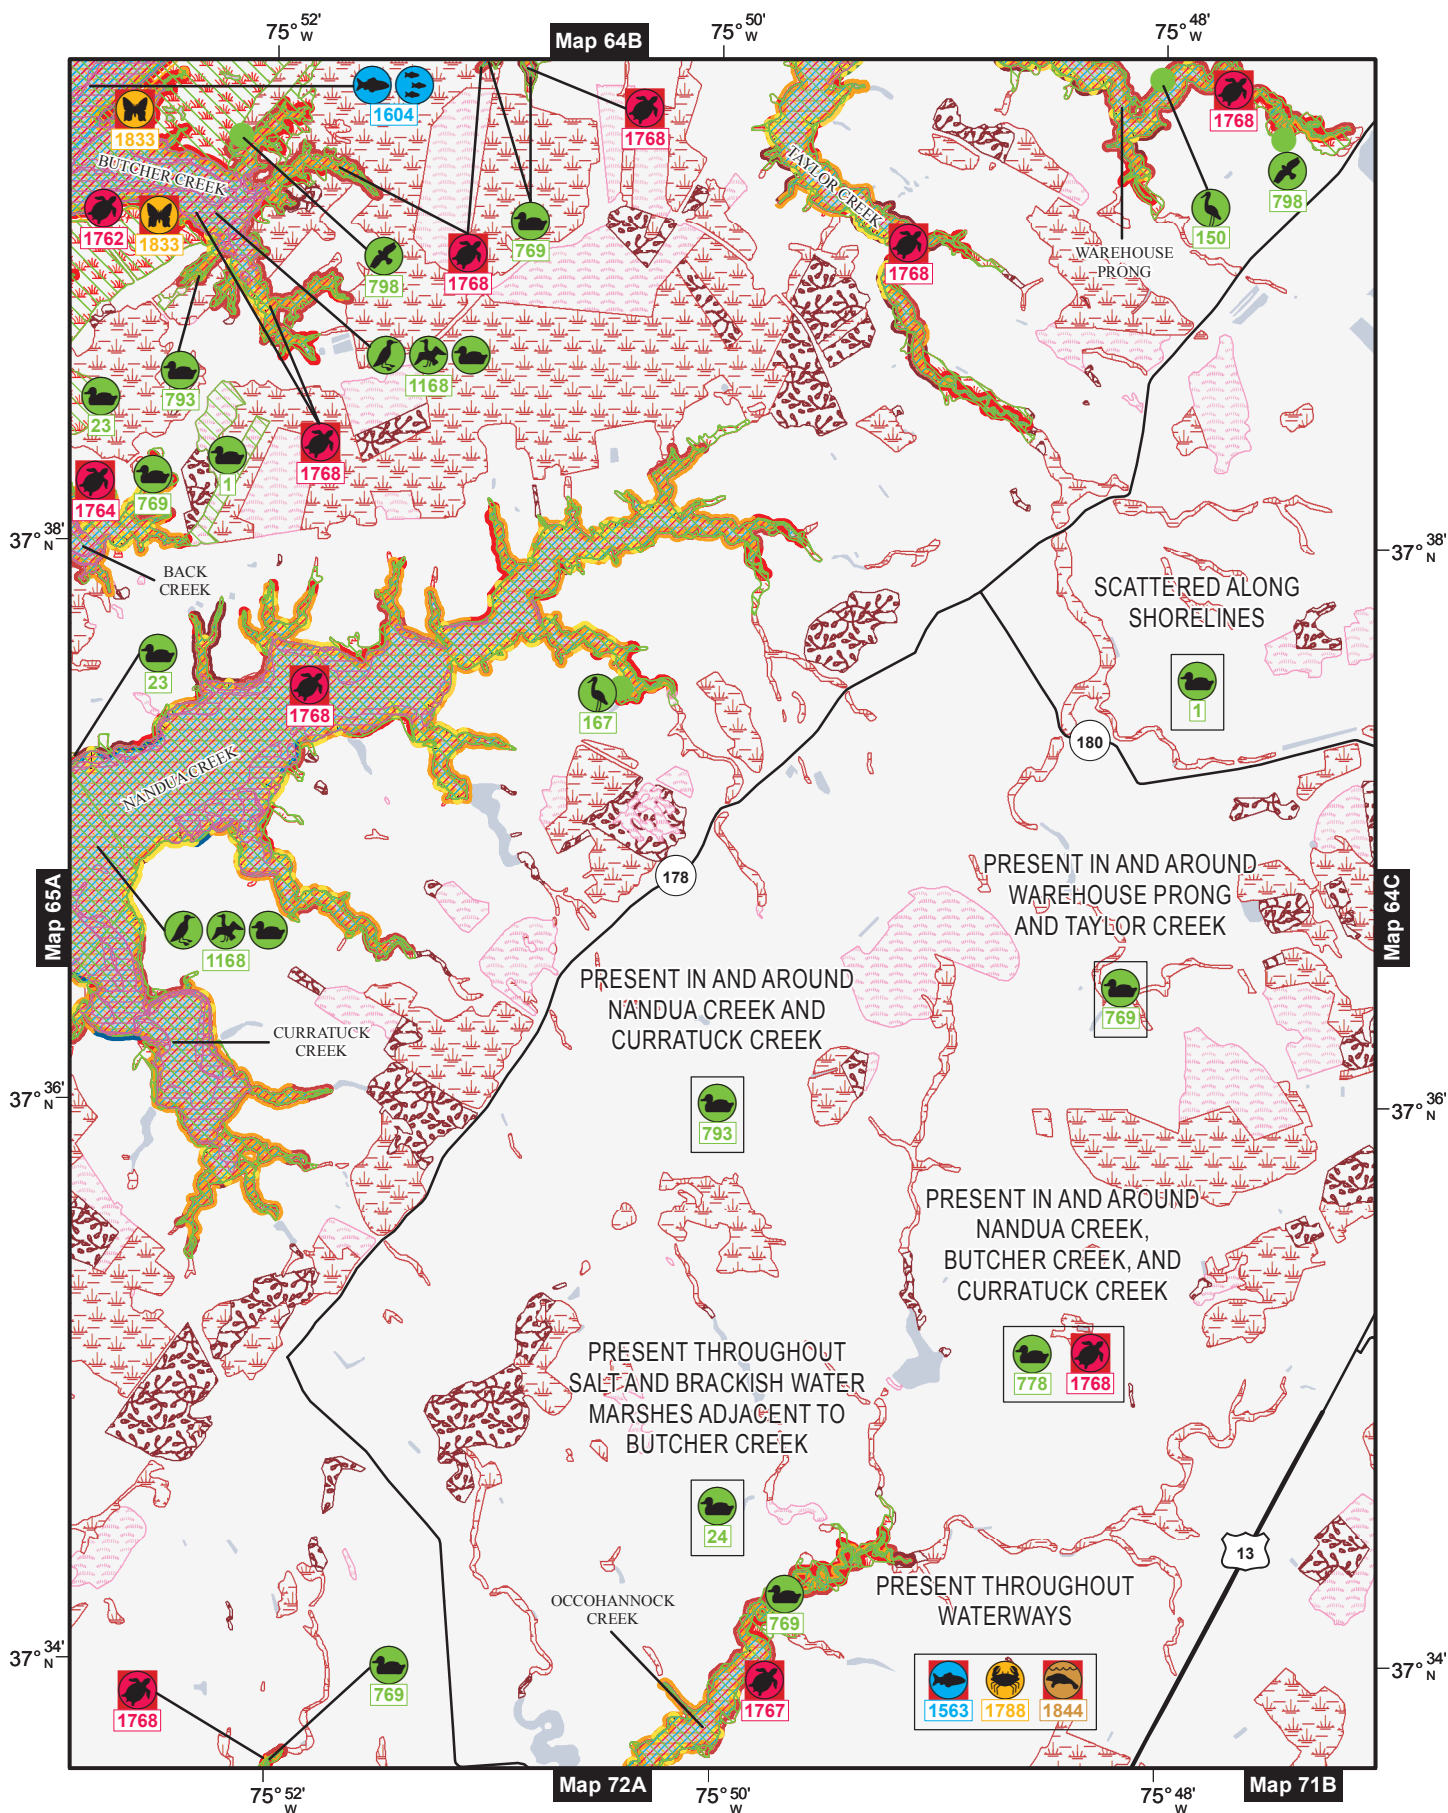 Map 64B
75° 52' W
75° 50' W
75° 48' W
1604
1833
1768
1768
BUTCHER CREEK
TAYLOR CREEK
798
150
1762
1833
769
1768
WAREHOUSE
PRONG
798
1768
1168
793
23
1
1768
769
1764
37° 38' N
37° 38' N
BACK
CREEK
SCATTERED ALONG
SHORELINES
23
1768
167
1
180
NANDUA CREEK
178
Map 65A
Map 64C
PRESENT IN AND AROUND
WAREHOUSE PRONG
AND TAYLOR CREEK
1168
PRESENT IN AND AROUND
NANDUA CREEK AND
CURRATUCK CREEK
769
CURRATUCK
CREEK
37° 36' N
37° 36' N
793
PRESENT IN AND AROUND
NANDUA CREEK,
BUTCHER CREEK, AND
CURRATUCK CREEK
778
1768
PRESENT THROUGHOUT
SALT AND BRACKISH WATER
MARSHES ADJACENT TO
BUTCHER CREEK
24
13
PRESENT THROUGHOUT
WATERWAYS
OCCOHANNOCK
CREEK
769
37° 34' N
37° 34' N
769
1768
1767
1563
1788
1844
Map 72A
Map 71B
75° 52' W
75° 50' W
75° 48' W